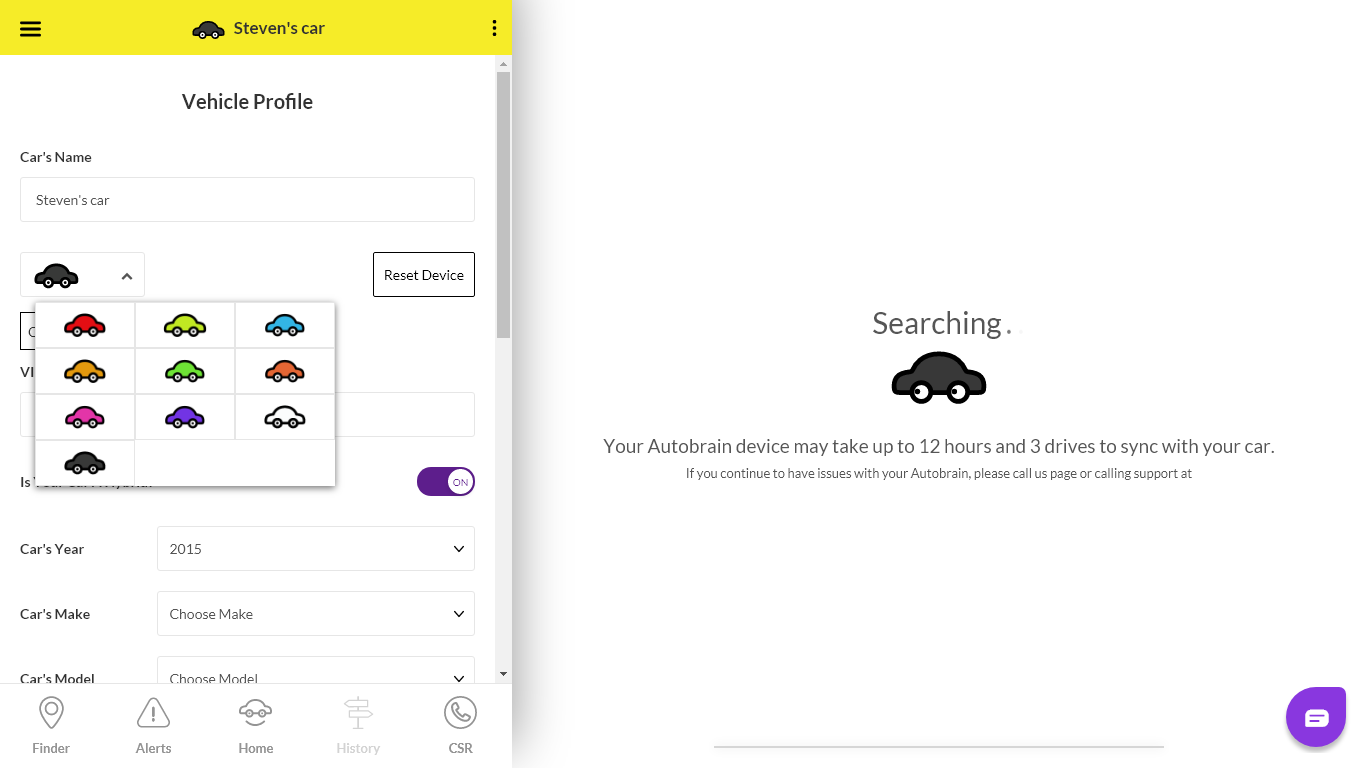 Steven's car
Vehicle Profile
Car's Name
Steven's car
Reset Device
VI
Is Your Car A Hybrid?
ON
Car's Year
2015
Car's Make
Choose Make
Car's Model
Choose Model
Finder
Alerts
Home
History
CSR
Searching . .
Your Autobrain device may take up to 12 hours and 3 drives to sync with your car.
If you continue to have issues with your Autobrain, please call us page or calling support at